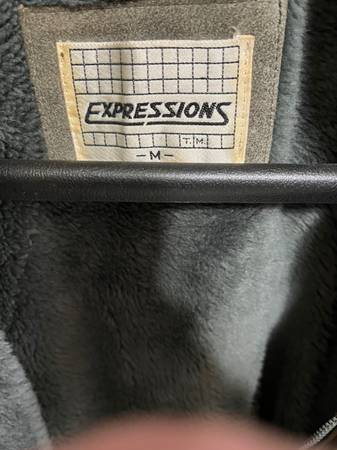 EXPRESSIONS
T.M.
-M-